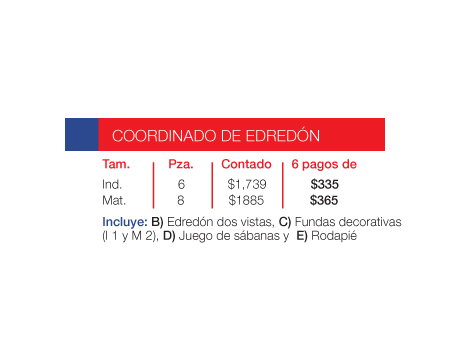 COORDINADO DE EDREDÓN
Tam. Pza. Contado 6 pagos de
Ind. 6 $1,739 $335
Mat. 8 $1885 $365
Incluye: B) Edredón dos vistas, C) Fundas decorativas
(I 1 y M 2), D) Juego de sábanas y E) Rodapié